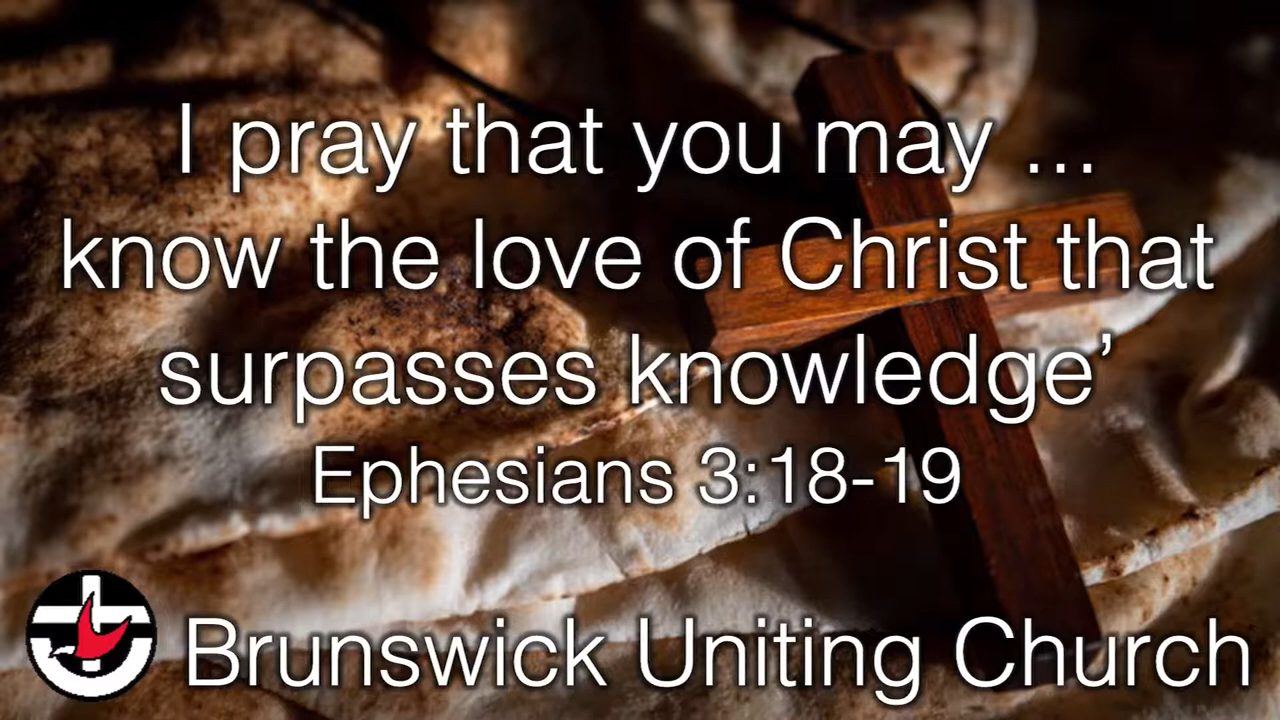 I pray that you may ...
know the love of Christ that
surpasses knowledge’
Ephesians 3:18-19
Brunswick Uniting Church